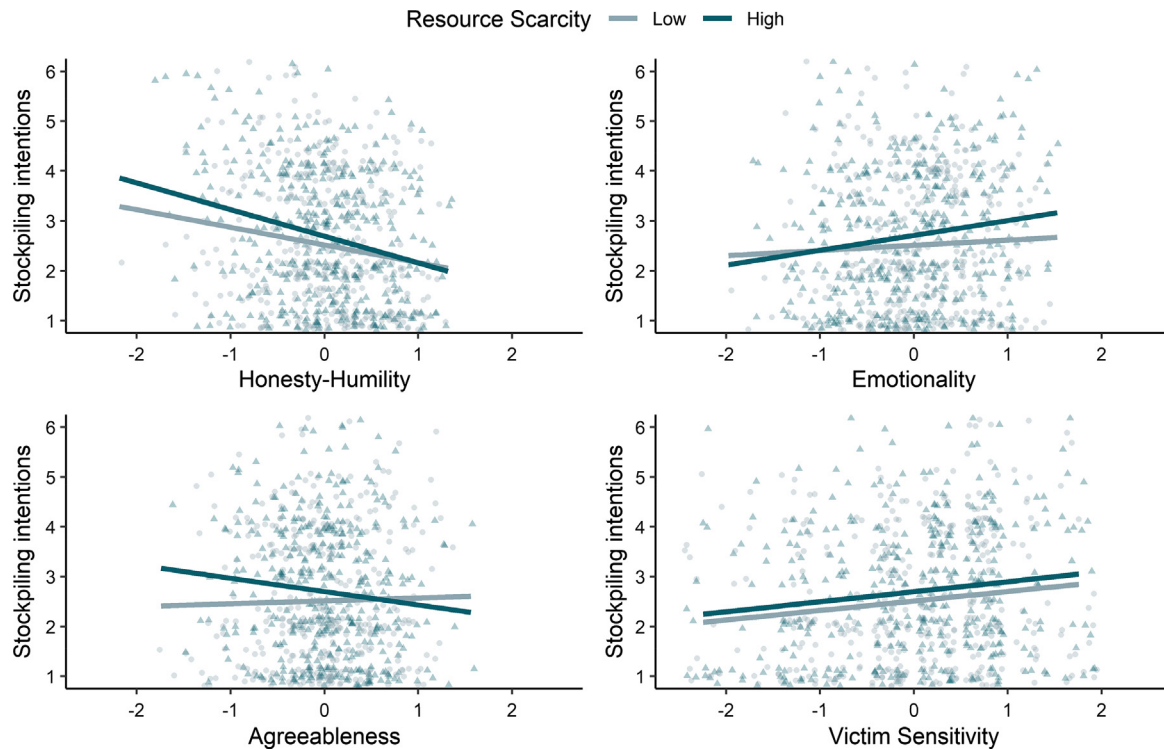 Resource Scarcity Low High
Stockpiling intentions
6
5
4
3
2
1
-2 -1 0 1 2
Honesty-Humility
Stockpiling intentions
6
5
4
3
2
1
-2 -1 0 1 2
Emotionality
Stockpiling intentions
6
5
4
3
2
1
-2 -1 0 1 2
Agreeableness
Stockpiling intentions
6
5
4
3
2
1
-2 -1 0 1 2
Victim Sensitivity